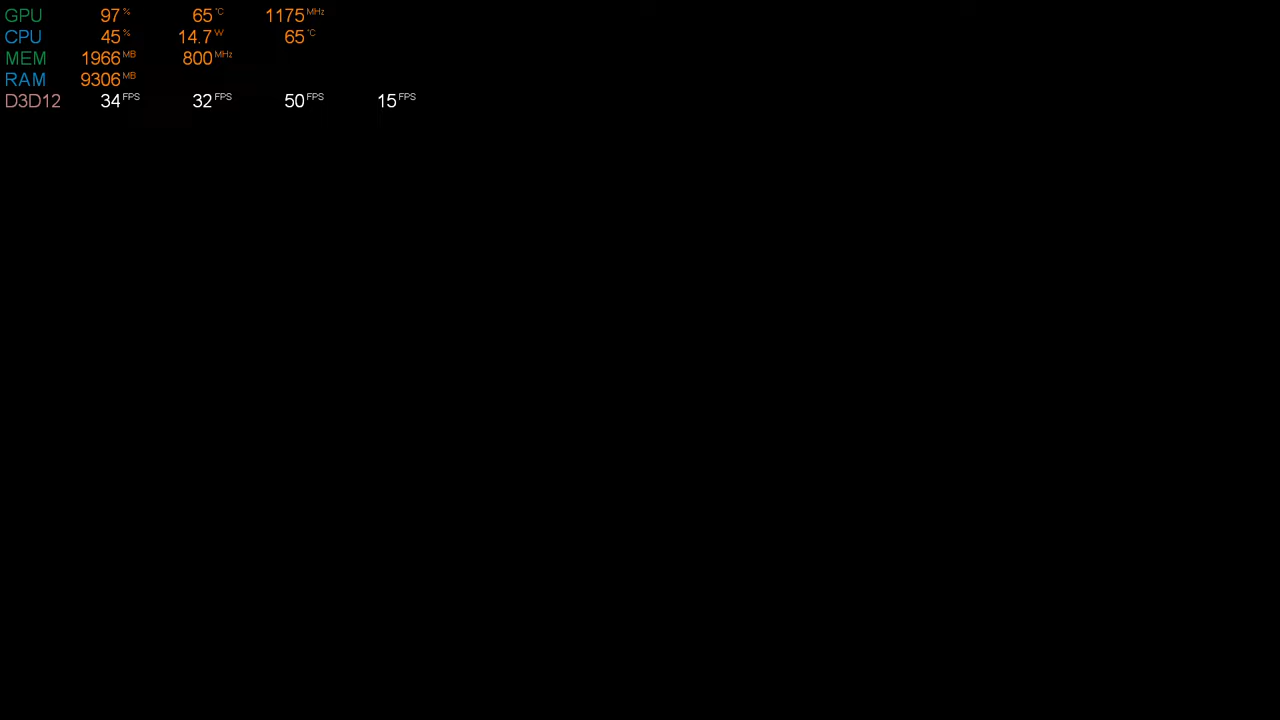 GPU 97 % 65 °C 1175 MHz
CPU 45 % 14.7 W 65 °C
MEM 1966 MB 800 MHz
RAM 9306 MB
D3D12 34 FPS 32 FPS 50 FPS 15 FPS